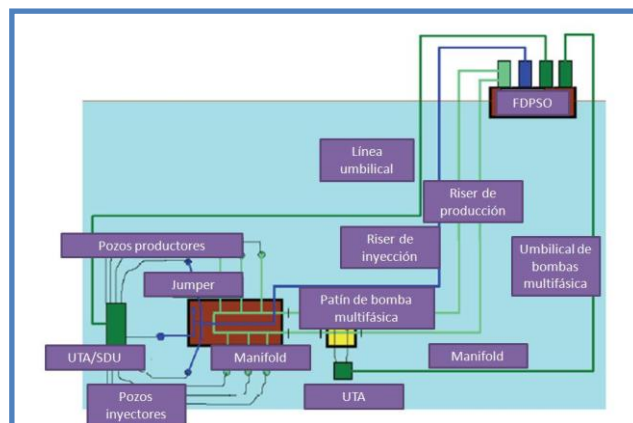 FDPSO
Línea
umbilical
Riser de
producción
Pozos productores
Riser de
inyección
Umbilical de
bombas
multifásica
Jumper
Patín de bomba
multifásica
UTA/SDU
Manifold
Manifold
Pozos
inyectores
UTA